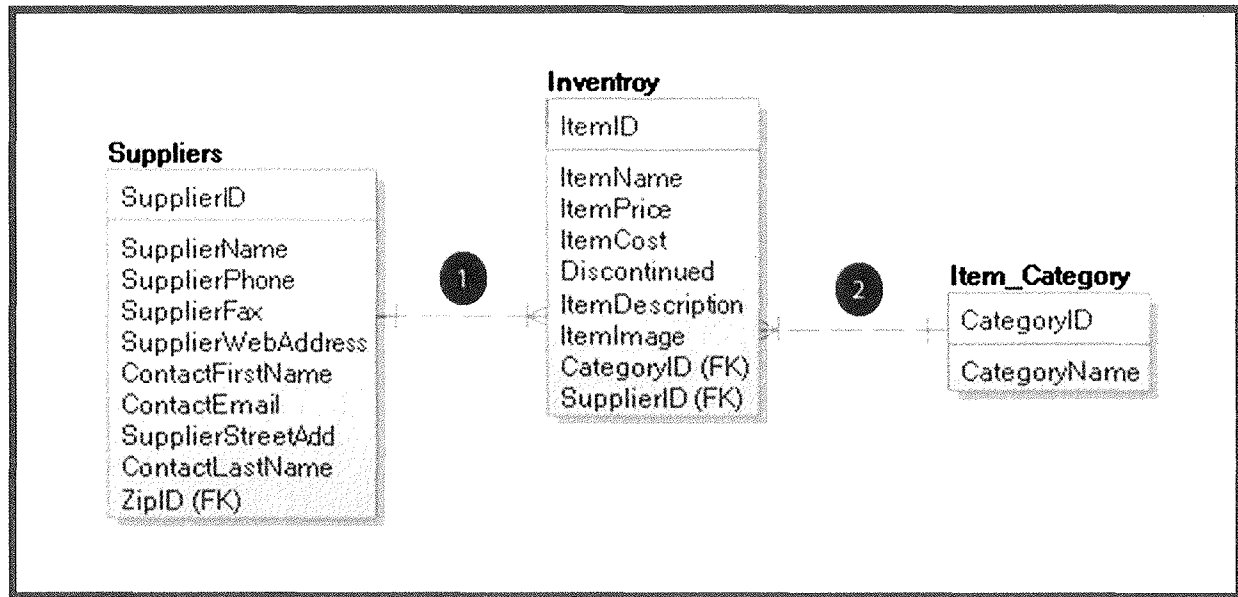 Suppliers
SupplierID
SupplierName
SupplierPhone
SupplierFax
SupplierWebAddress
ContactFirstName
ContactEmail
SupplierStreetAdd
ContactLastName
ZipID (FK)
1
Inventroy
ItemID
ItemName
ItemPrice
ItemCost
Discontinued
ItemDescription
ItemImage
CategoryID (FK)
SupplierID (FK)
2
Item_Category
CategoryID
CategoryName